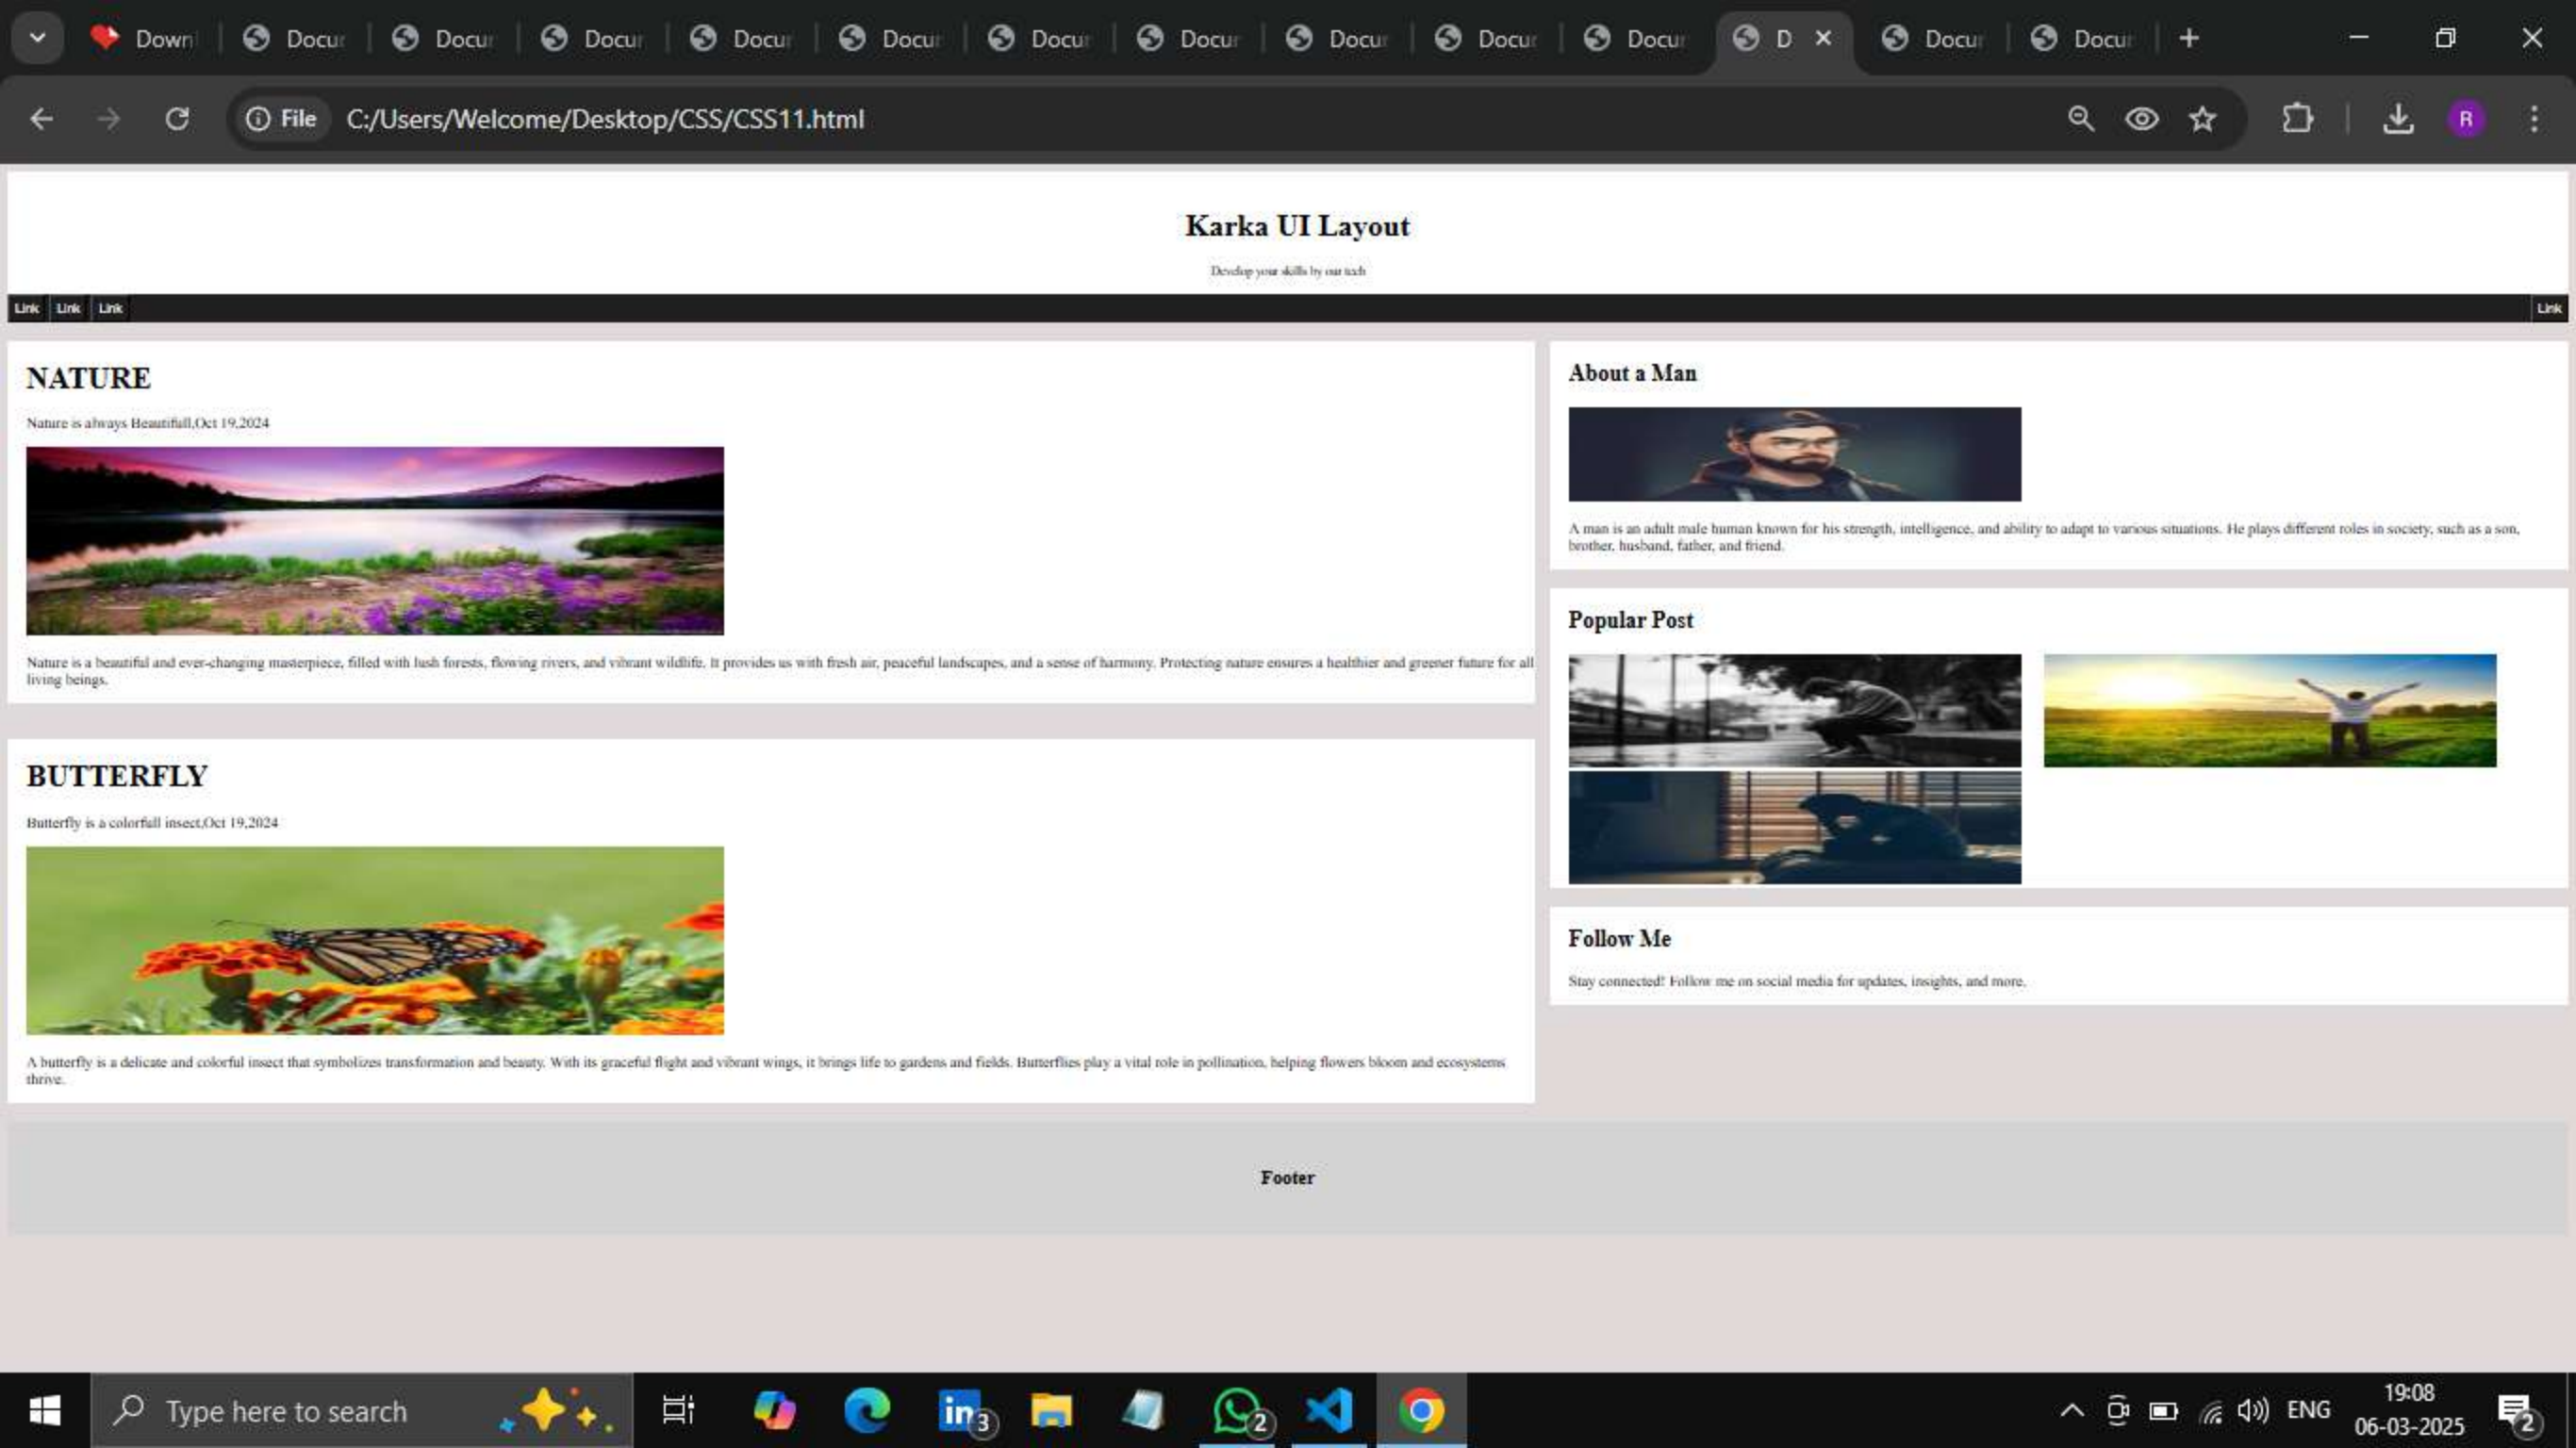 Down
Docu
Docu
Docu
Docu
Docu
Docu
Docu
Docu
Docu
Docu
D
Docu
Docu
File
C:/Users/Welcome/Desktop/CSS/CSS11.html
R
Karka UI Layout
Develop your skills by our tech
Link Link Link
Link
NATURE
Nature is always Beautifull,Oct 19,2024
Nature is a beautiful and ever-changing masterpiece, filled with lush forests, flowing rivers, and vibrant wildlife. It provides us with fresh air, peaceful landscapes, and a sense of harmony. Protecting nature ensures a healthier and greener future for all
living beings.
BUTTERFLY
Butterfly is a colorfull insect,Oct 19,2024
A butterfly is a delicate and colorful insect that symbolizes transformation and beauty. With its graceful flight and vibrant wings, it brings life to gardens and fields. Butterflies play a vital role in pollination, helping flowers bloom and ecosystems
thrive.
About a Man
A man is an adult male human known for his strength, intelligence, and ability to adapt to various situations. He plays different roles in society, such as a son,
brother, husband, father, and friend.
Popular Post
Follow Me
Stay connected! Follow me on social media for updates, insights, and more.
Footer
Type here to search
in 3
2
ENG
19:08
06-03-2025
2